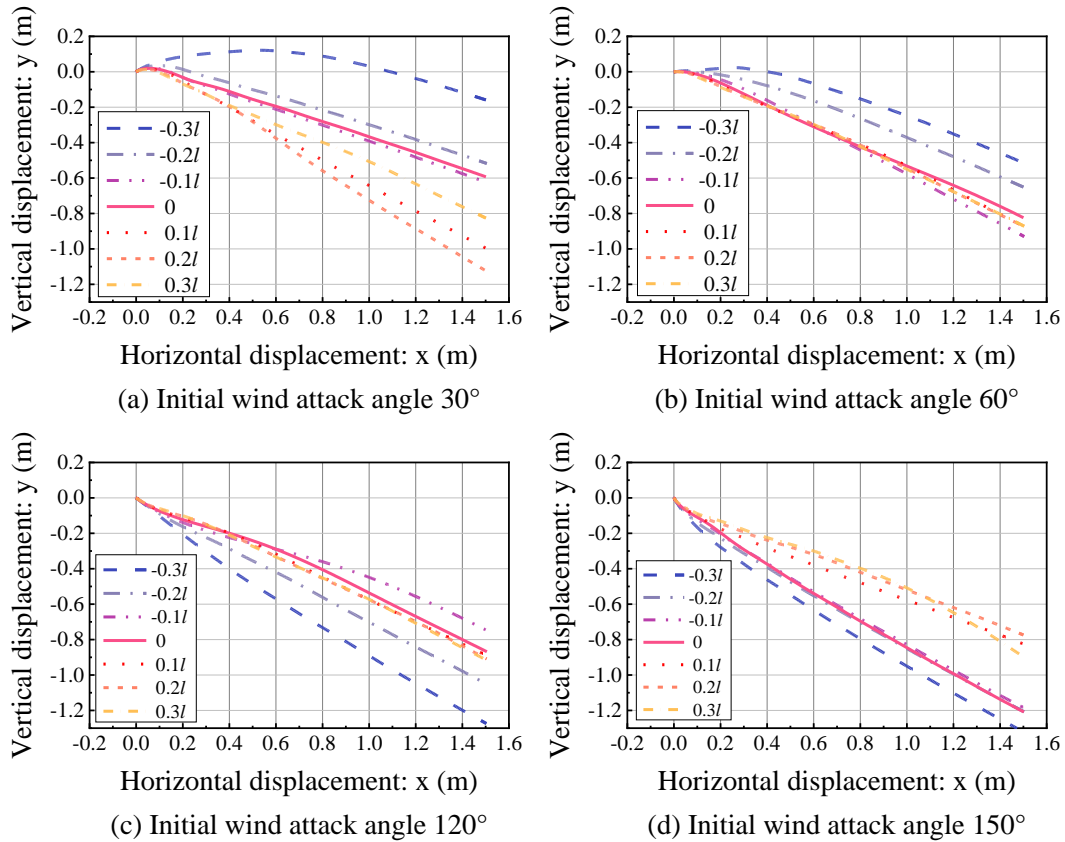 Vertical displacement: y (m)
0.2
0.0
-0.2
-0.4
-0.6
-0.8
-1.0
-1.2
-0.3l
-0.2l
-0.1l
0
0.1l
0.2l
0.3l
-0.2 0.0 0.2 0.4 0.6 0.8 1.0 1.2 1.4 1.6
Horizontal displacement: x (m)
(a) Initial wind attack angle 30°
Vertical displacement: y (m)
0.2
0.0
-0.2
-0.4
-0.6
-0.8
-1.0
-1.2
-0.3l
-0.2l
-0.1l
0
0.1l
0.2l
0.3l
-0.2 0.0 0.2 0.4 0.6 0.8 1.0 1.2 1.4 1.6
Horizontal displacement: x (m)
(b) Initial wind attack angle 60°
Vertical displacement: y (m)
0.2
0.0
-0.2
-0.4
-0.6
-0.8
-1.0
-1.2
-0.3l
-0.2l
-0.1l
0
0.1l
0.2l
0.3l
-0.2 0.0 0.2 0.4 0.6 0.8 1.0 1.2 1.4 1.6
Horizontal displacement: x (m)
(c) Initial wind attack angle 120°
Vertical displacement: y (m)
0.2
0.0
-0.2
-0.4
-0.6
-0.8
-1.0
-1.2
-0.3l
-0.2l
-0.1l
0
0.1l
0.2l
0.3l
-0.2 0.0 0.2 0.4 0.6 0.8 1.0 1.2 1.4 1.6
Horizontal displacement: x (m)
(d) Initial wind attack angle 150°